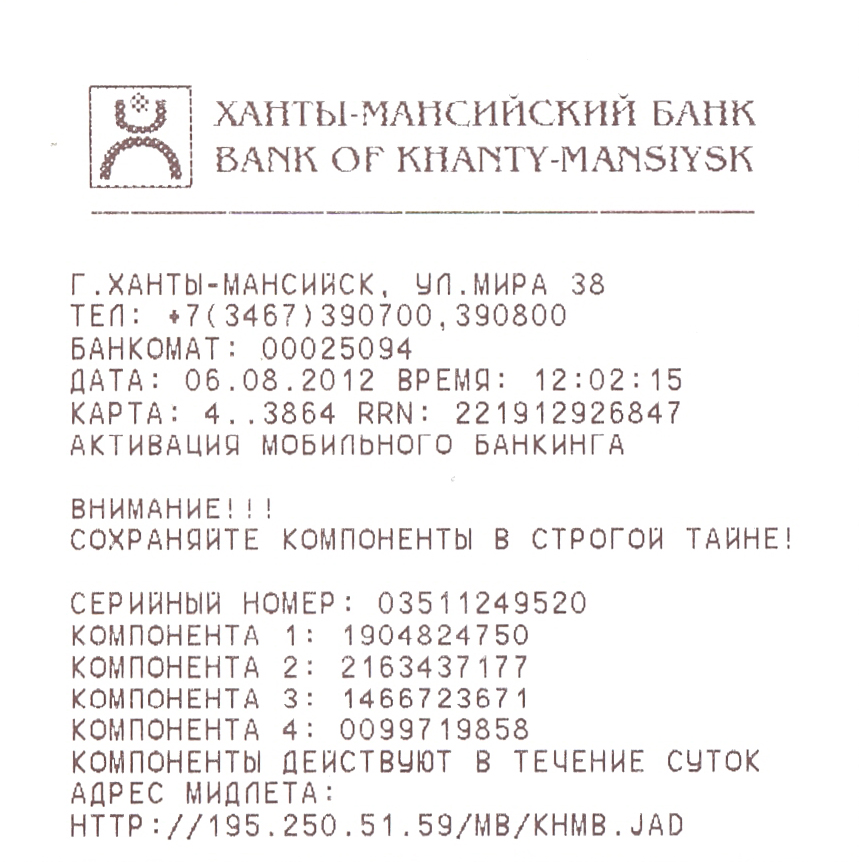 ХАНТЫ-МАНСИЙСКИЙ БАНК
BANK OF KHANTY-MANSIYSK
Г.ХАНТЫ-МАНСИЙСК, УЛ.МИРА 38
ТЕЛ: +7(3467)390700,390800
БАНКОМАТ: 00025094
ДАТА: 06.08.2012 ВРЕМЯ: 12:02:15
КАРТА: 4..3864 RRN: 221912926847
АКТИВАЦИЯ МОБИЛЬНОГО БАНКИНГА
ВНИМАНИЕ!!!
СОХРАНЯЙТЕ КОМПОНЕНТЫ В СТРОГОЙ ТАЙНЕ!
СЕРИЙНЫЙ НОМЕР: 03511249520
КОМПОНЕНТА 1: 1904824750
КОМПОНЕНТА 2: 2163437177
КОМПОНЕНТА 3: 1466723671
КОМПОНЕНТА 4: 0099719858
КОМПОНЕНТЫ ДЕЙСТВУЮТ В ТЕЧЕНИЕ СУТОК
АДРЕС МИДЛЕТА:
HTTP://195.250.51.59/MB/KHMB.JAD